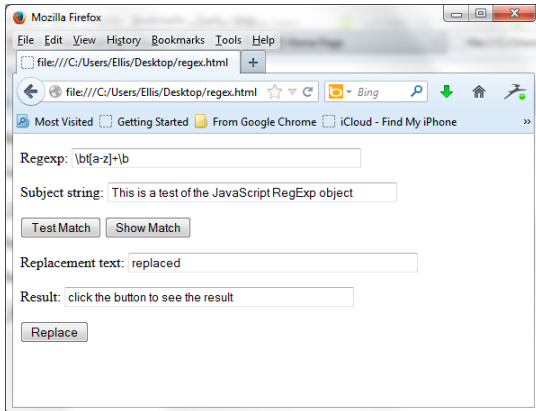 Mozilla Firefox
File Edit View History Bookmarks Tools Help
file:///C:/Users/Ellis/Desktop/regex.html +
file:///C:/Users/Ellis/Desktop/regex.html Bing
Most Visited Getting Started From Google Chrome iCloud - Find My iPhone »
Regexp: \bt[a-z]+\b
Subject string: This is a test of the JavaScript RegExp object
Test Match Show Match
Replacement text: replaced
Result: click the button to see the result
Replace